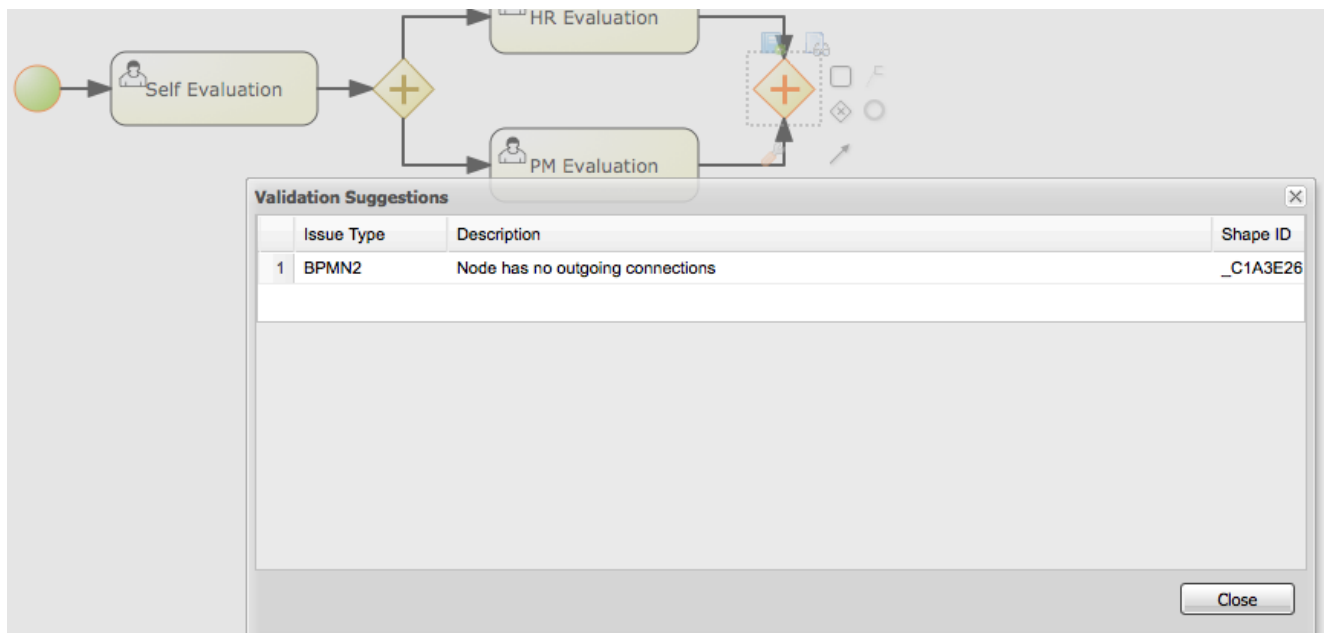 HR Evaluation
Self Evaluation
PM Evaluation
Validation Suggestions
Issue Type Description Shape ID
1 BPMN2 Node has no outgoing connections _C1A3E26
Close